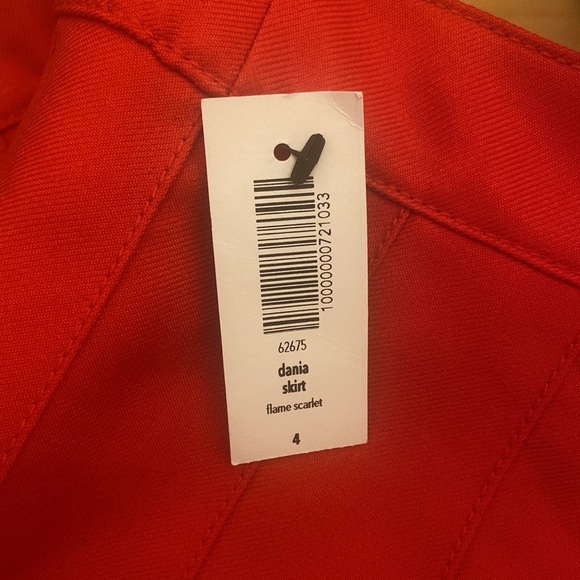 10000000721033
62675
dania
skirt
flame scarlet
4